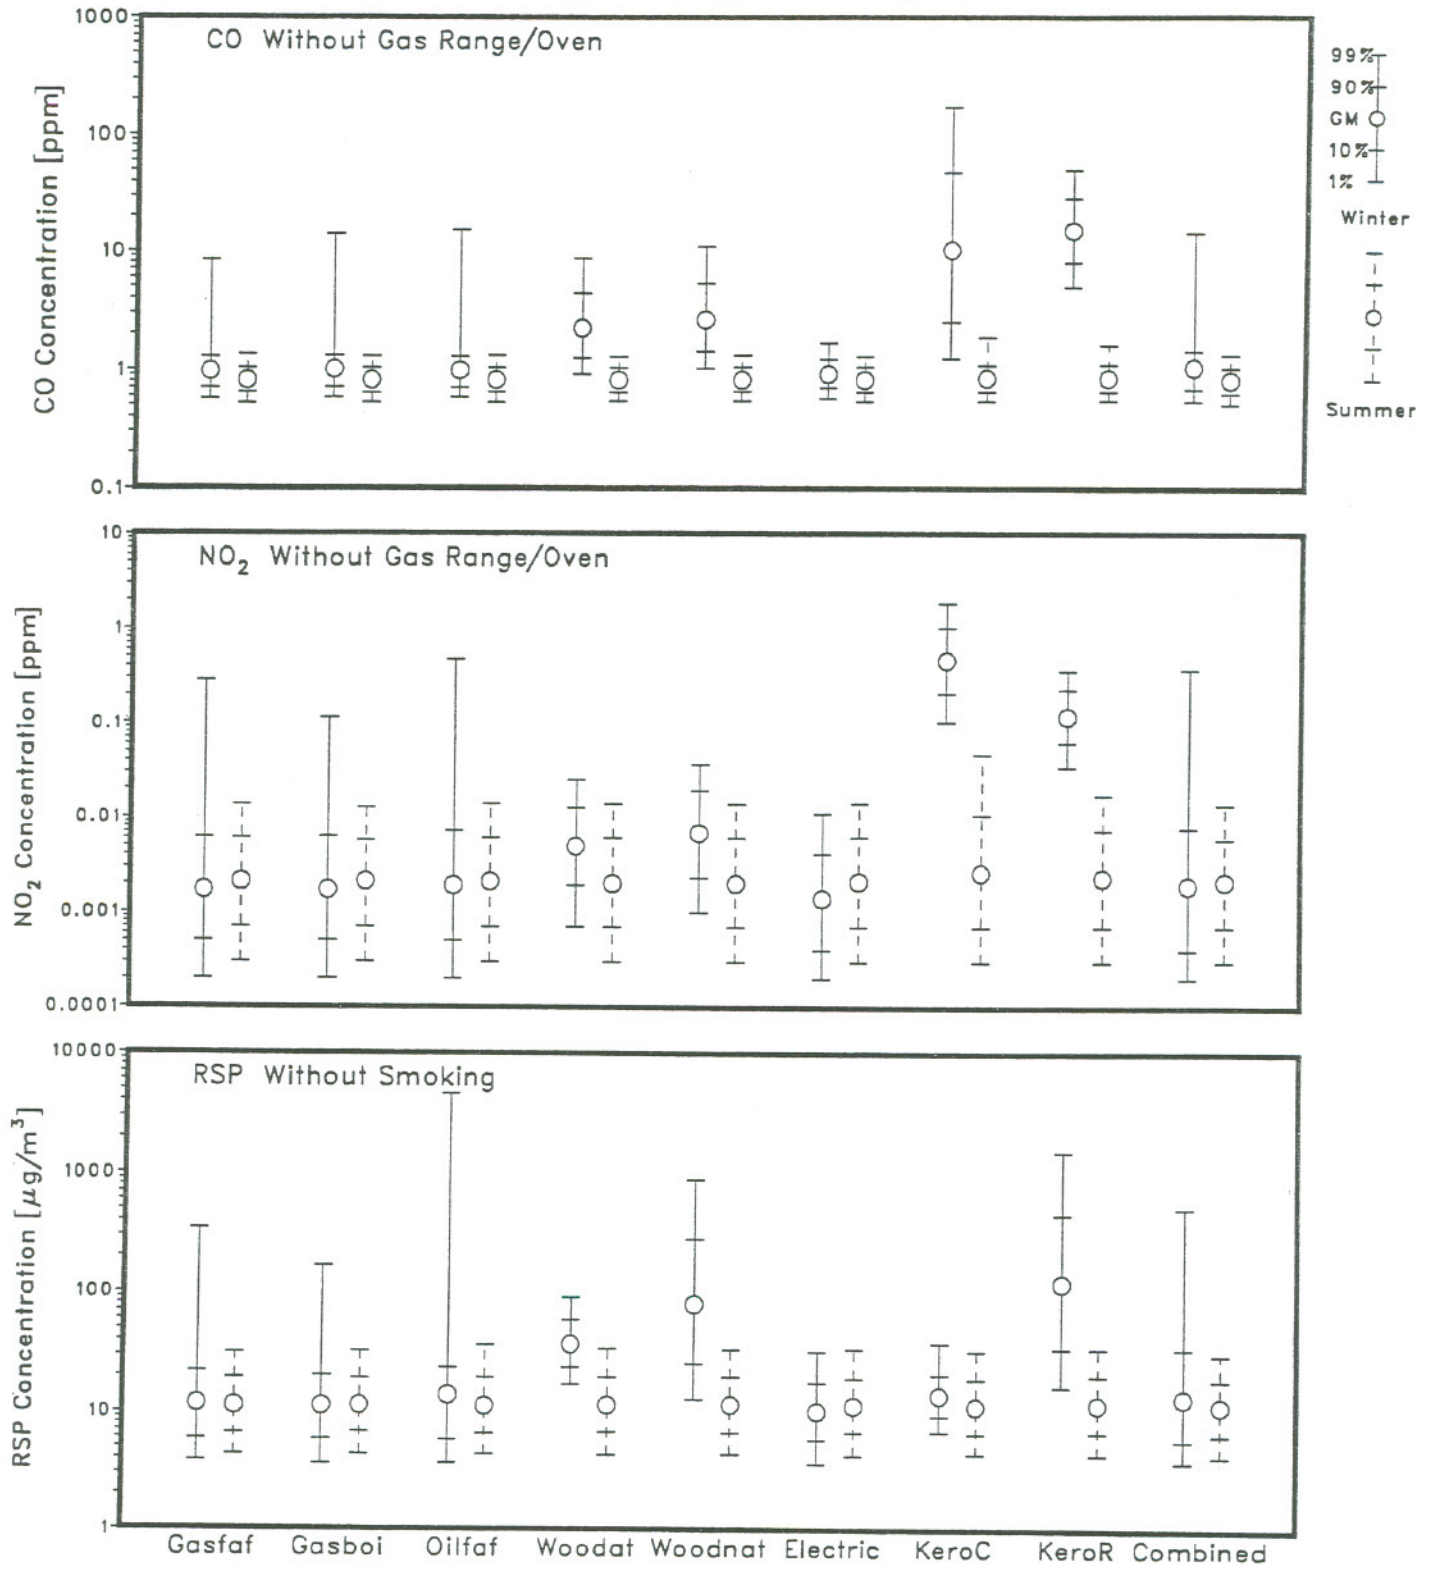 CO Without Gas Range/Oven
CO Concentration [ppm]
1000
100
10
1
0.1
99%
90%
GM
10%
1%
Winter
Summer
NO₂ Without Gas Range/Oven
NO₂ Concentration [ppm]
10
1
0.1
0.01
0.001
0.0001
RSP Without Smoking
RSP Concentration [μg/m³]
10000
1000
100
10
1
Gasfaf Gasboi Oilfaf Woodat Woodnat Electric KeroC KeroR Combined